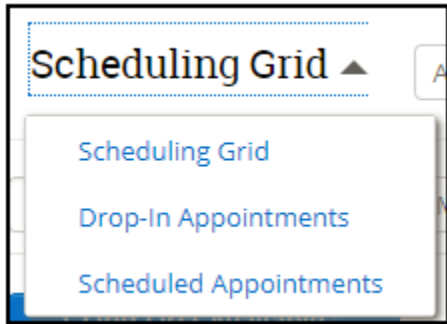 Scheduling Grid ▲
Scheduling Grid
Drop-In Appointments
Scheduled Appointments